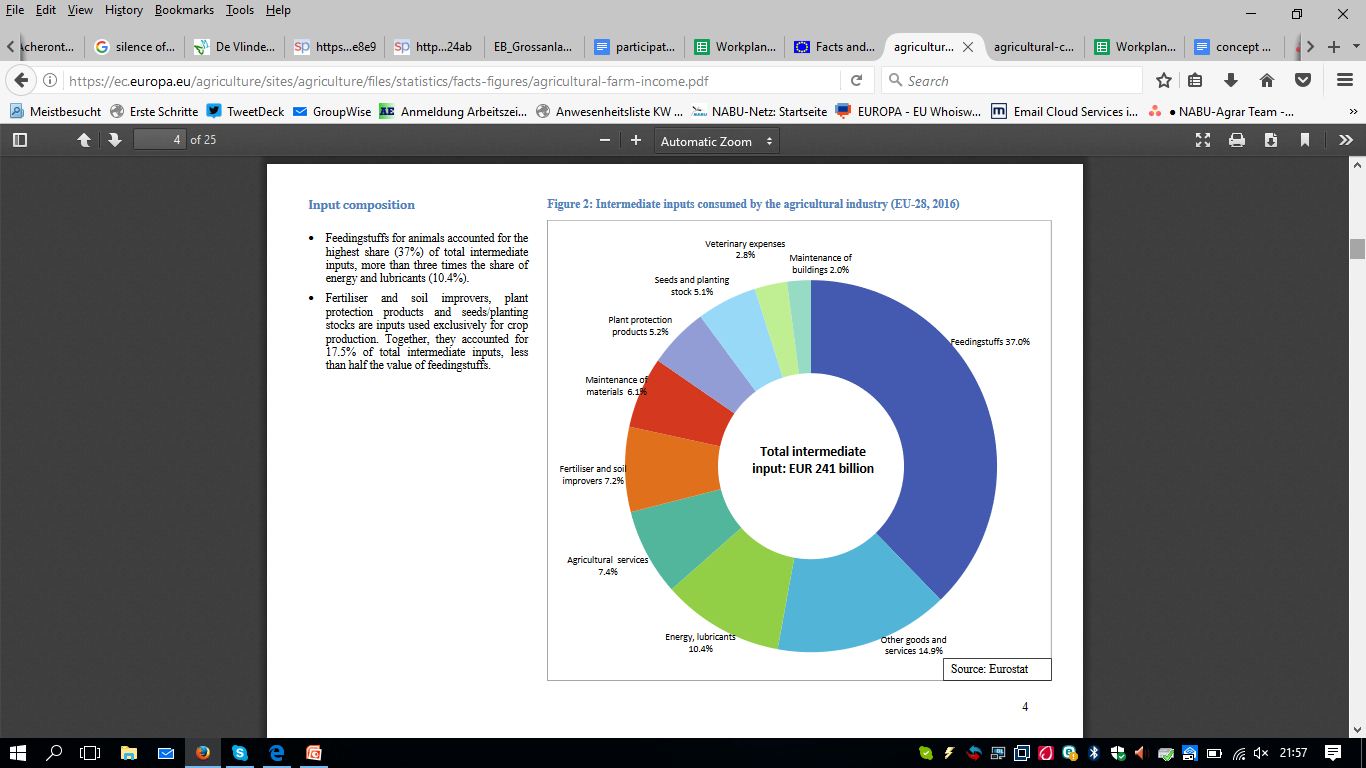 File Edit View History Bookmarks Tools Help
Acheront... silence of... De Vlinde... https...e8e9 http...24ab EB_Grossanla... participat... Workplan... Facts and... agricultur... agricultural-c... Workplan... concept ...
https://ec.europa.eu/agriculture/sites/agriculture/files/statistics/facts-figures/agricultural-farm-income.pdf Search
Meistbesucht Erste Schritte TweetDeck GroupWise Anmeldung Arbeitszei... Anwesenheitsliste KW ... NABU-Netz: Startseite EUROPA - EU Whoisw... Email Cloud Services i... • NABU-Agrar Team -...
4 of 25 Automatic Zoom
Input composition
• Feedingstuffs for animals accounted for the
highest share (37%) of total intermediate
inputs, more than three times the share of
energy and lubricants (10.4%).
• Fertiliser and soil improvers, plant
protection products and seeds/planting
stocks are inputs used exclusively for crop
production. Together, they accounted for
17.5% of total intermediate inputs, less
than half the value of feedingstuffs.
Figure 2: Intermediate inputs consumed by the agricultural industry (EU-28, 2016)
Veterinary expenses
2.8%
Maintenance of
buildings 2.0%
Seeds and planting
stock 5.1%
Plant protection
products 5.2%
Feedingstuffs 37.0%
Maintenance of
materials 6.1%
Total intermediate
input: EUR 241 billion
Fertiliser and soil
improvers 7.2%
Agricultural services
7.4%
Energy, lubricants
10.4%
Other goods and
services 14.9%
Source: Eurostat
4
21:57